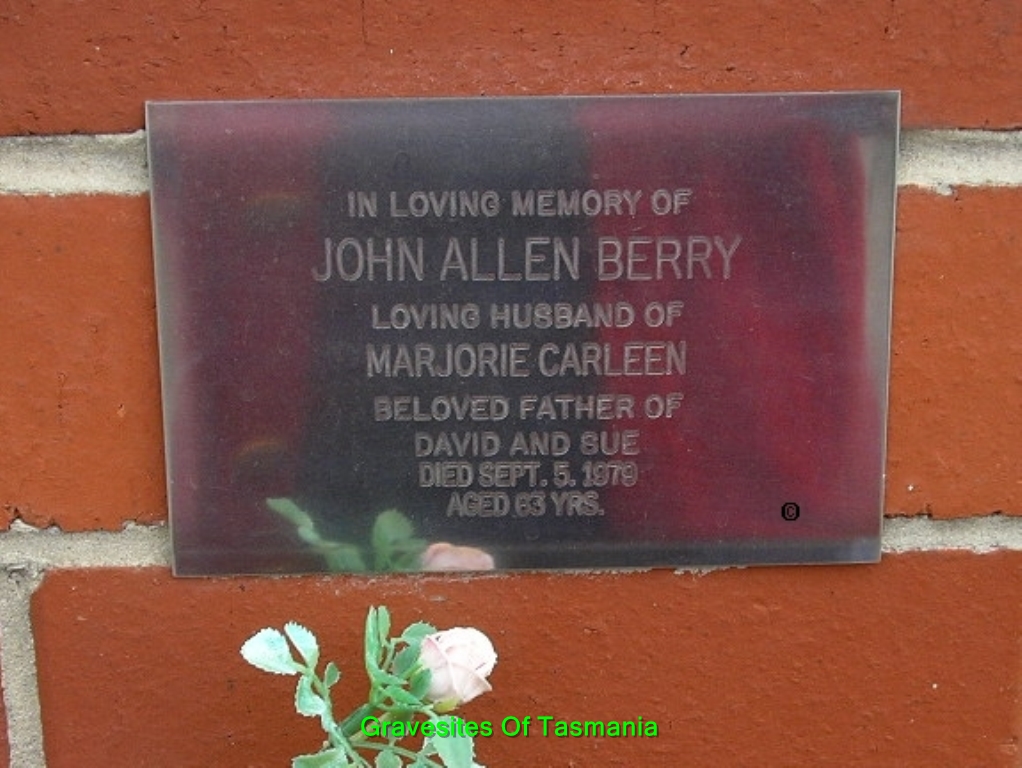 IN LOVING MEMORY OF
JOHN ALLEN BERRY
LOVING HUSBAND OF
MARJORIE CARLEEN
BELOVED FATHER OF
DAVID AND SUE
DIED SEPT. 5. 1979
AGED 63 YRS.
©
Gravesites Of Tasmania